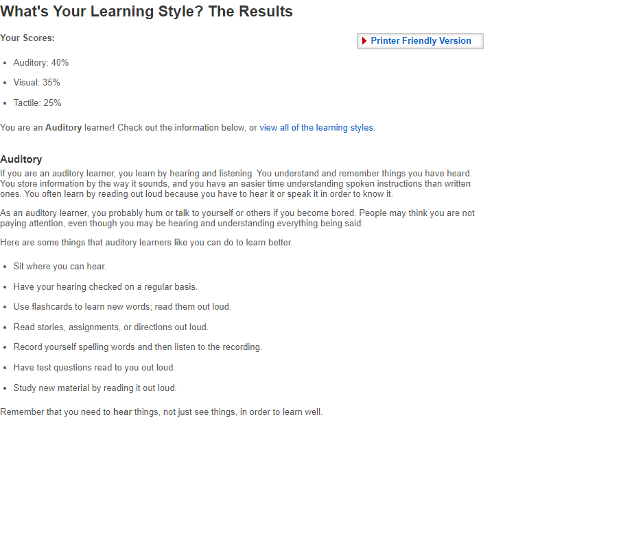 What's Your Learning Style? The Results
Your Scores:
Printer Friendly Version
Auditory: 40%
Visual: 35%
Tactile: 25%
You are an Auditory learner! Check out the information below, or view all of the learning styles.
Auditory
If you are an auditory learner, you learn by hearing and listening. You understand and remember things you have heard.
You store information by the way it sounds, and you have an easier time understanding spoken instructions than written
ones. You often learn by reading out loud because you have to hear it or speak it in order to know it.
As an auditory learner, you probably hum or talk to yourself or others if you become bored. People may think you are not
paying attention, even though you may be hearing and understanding everything being said.
Here are some things that auditory learners like you can do to learn better.
Sit where you can hear.
Have your hearing checked on a regular basis.
Use flashcards to learn new words; read them out loud.
Read stories, assignments, or directions out loud.
Record yourself spelling words and then listen to the recording.
Have test questions read to you out loud.
Study new material by reading it out loud.
Remember that you need to hear things, not just see things, in order to learn well.